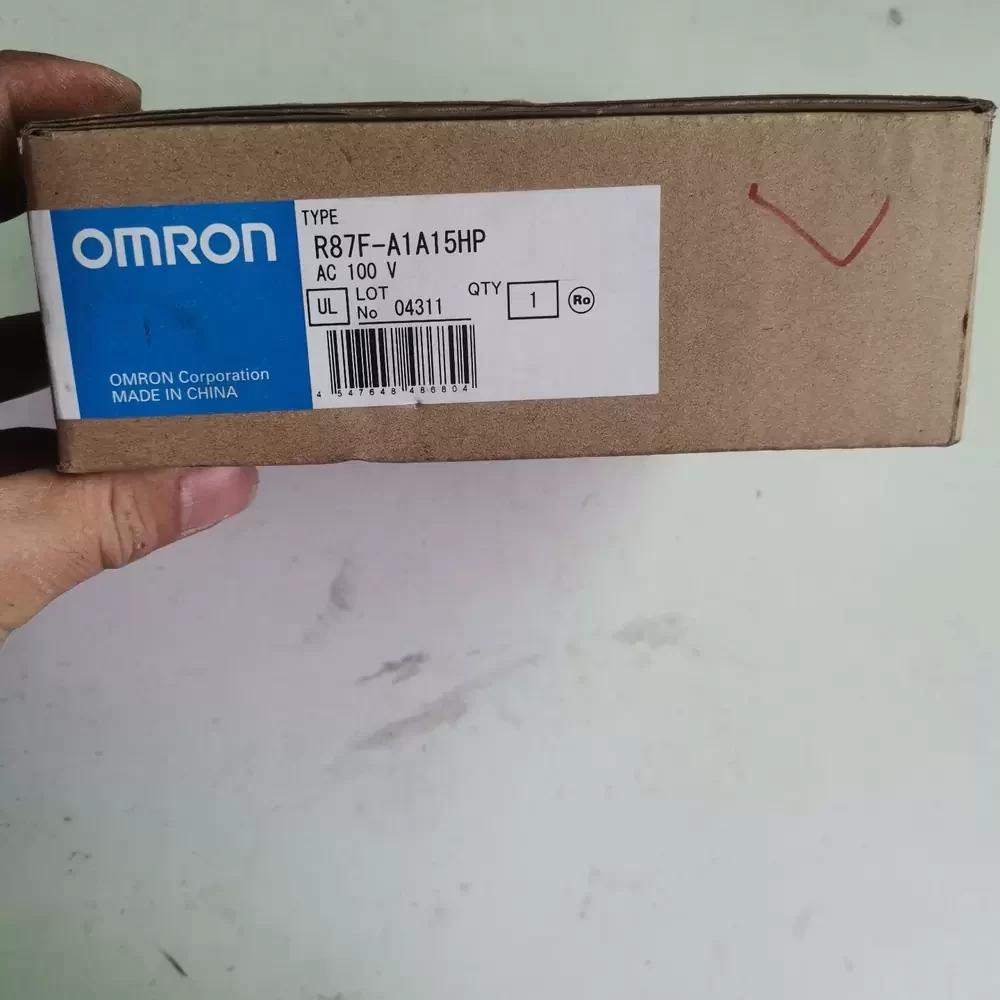 OMRON
OMRON Corporation
MADE IN CHINA
TYPE
R87F-A1A15HP
AC 100 V
UL LOT No 04311 QTY 1 Ro
4 547648 486804